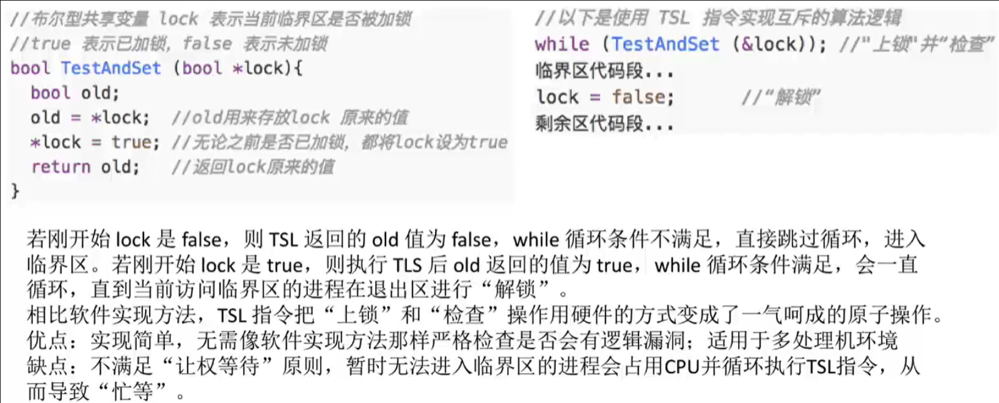 //布尔型共享变量 lock 表示当前临界区是否被加锁
//true 表示已加锁，false 表示未加锁
bool TestAndSet (bool *lock){
bool old;
old = *lock; //old用来存放lock 原来的值
*lock = true; //无论之前是否已加锁，都将lock设为true
return old; //返回lock原来的值
}
//以下是使用 TSL 指令实现互斥的算法逻辑
while (TestAndSet (&lock)); //"上锁"并"检查"
临界区代码段...
lock = false; //“解锁”
剩余区代码段...
若刚开始 lock 是 false，则 TSL 返回的 old 值为 false，while 循环条件不满足，直接跳过循环，进入
临界区。若刚开始 lock 是 true，则执行 TLS 后 old 返回的值为 true，while 循环条件满足，会一直
循环，直到当前访问临界区的进程在退出区进行“解锁”。
相比软件实现方法，TSL 指令把“上锁”和“检查”操作用硬件的方式变成了一气呵成的原子操作。
优点：实现简单，无需像软件实现方法那样严格检查是否会有逻辑漏洞；适用于多处理机环境
缺点：不满足“让权等待”原则，暂时无法进入临界区的进程会占用CPU并循环执行TSL指令，从
而导致“忙等”。